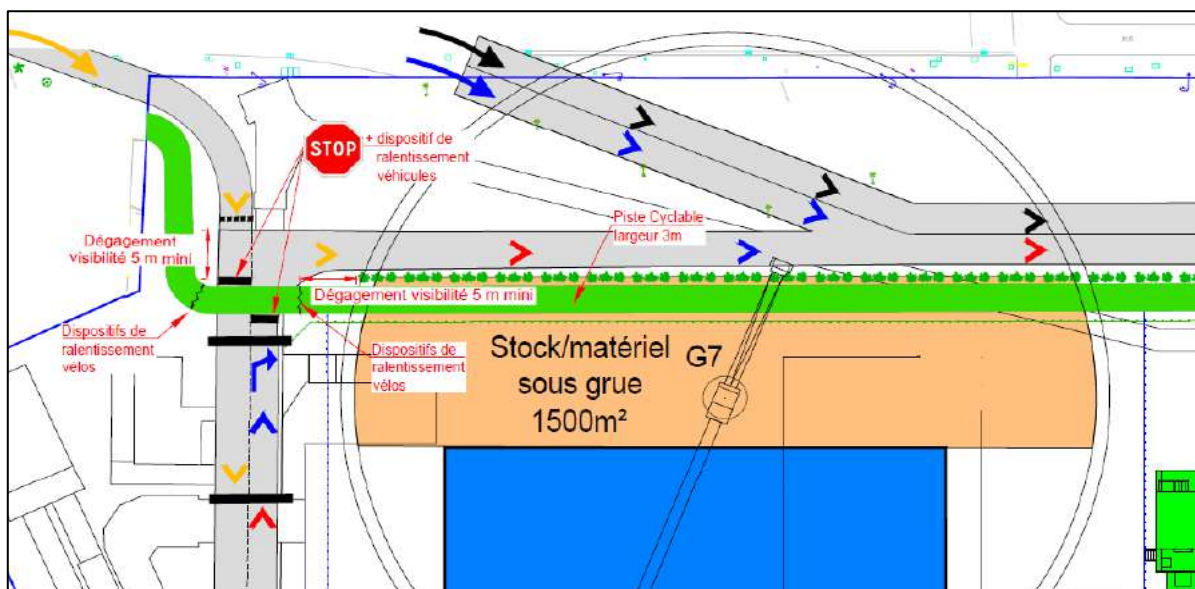 STOP
+ dispositif de
ralentissement
véhicules
Piste Cyclable
largeur 3m
Dégagement
visibilité 5 m mini
Dégagement visibilité 5 m mini
Dispositifs de
ralentissement
vélos
Dispositifs de
ralentissement
vélos
Stock/matériel
sous grue
1500m²
G7